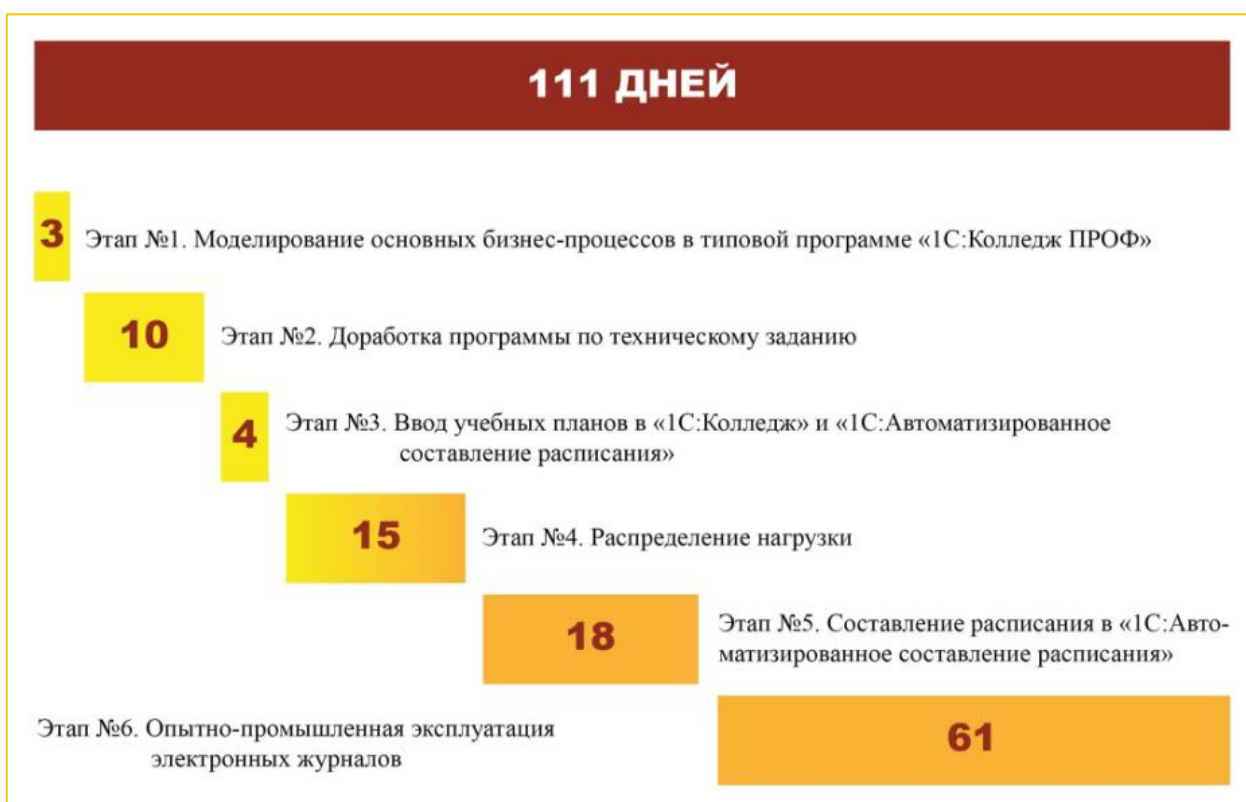 111 ДНЕЙ
3
Этап №1. Моделирование основных бизнес-процессов в типовой программе «1С:Колледж ПРОФ»
10
Этап №2. Доработка программы по техническому заданию
4
Этап №3. Ввод учебных планов в «1С:Колледж» и «1С:Автоматизированное
составление расписания»
15
Этап №4. Распределение нагрузки
18
Этап №5. Составление расписания в «1С:Авто-
матизированное составление расписания»
Этап №6. Опытно-промышленная эксплуатация
электронных журналов
61